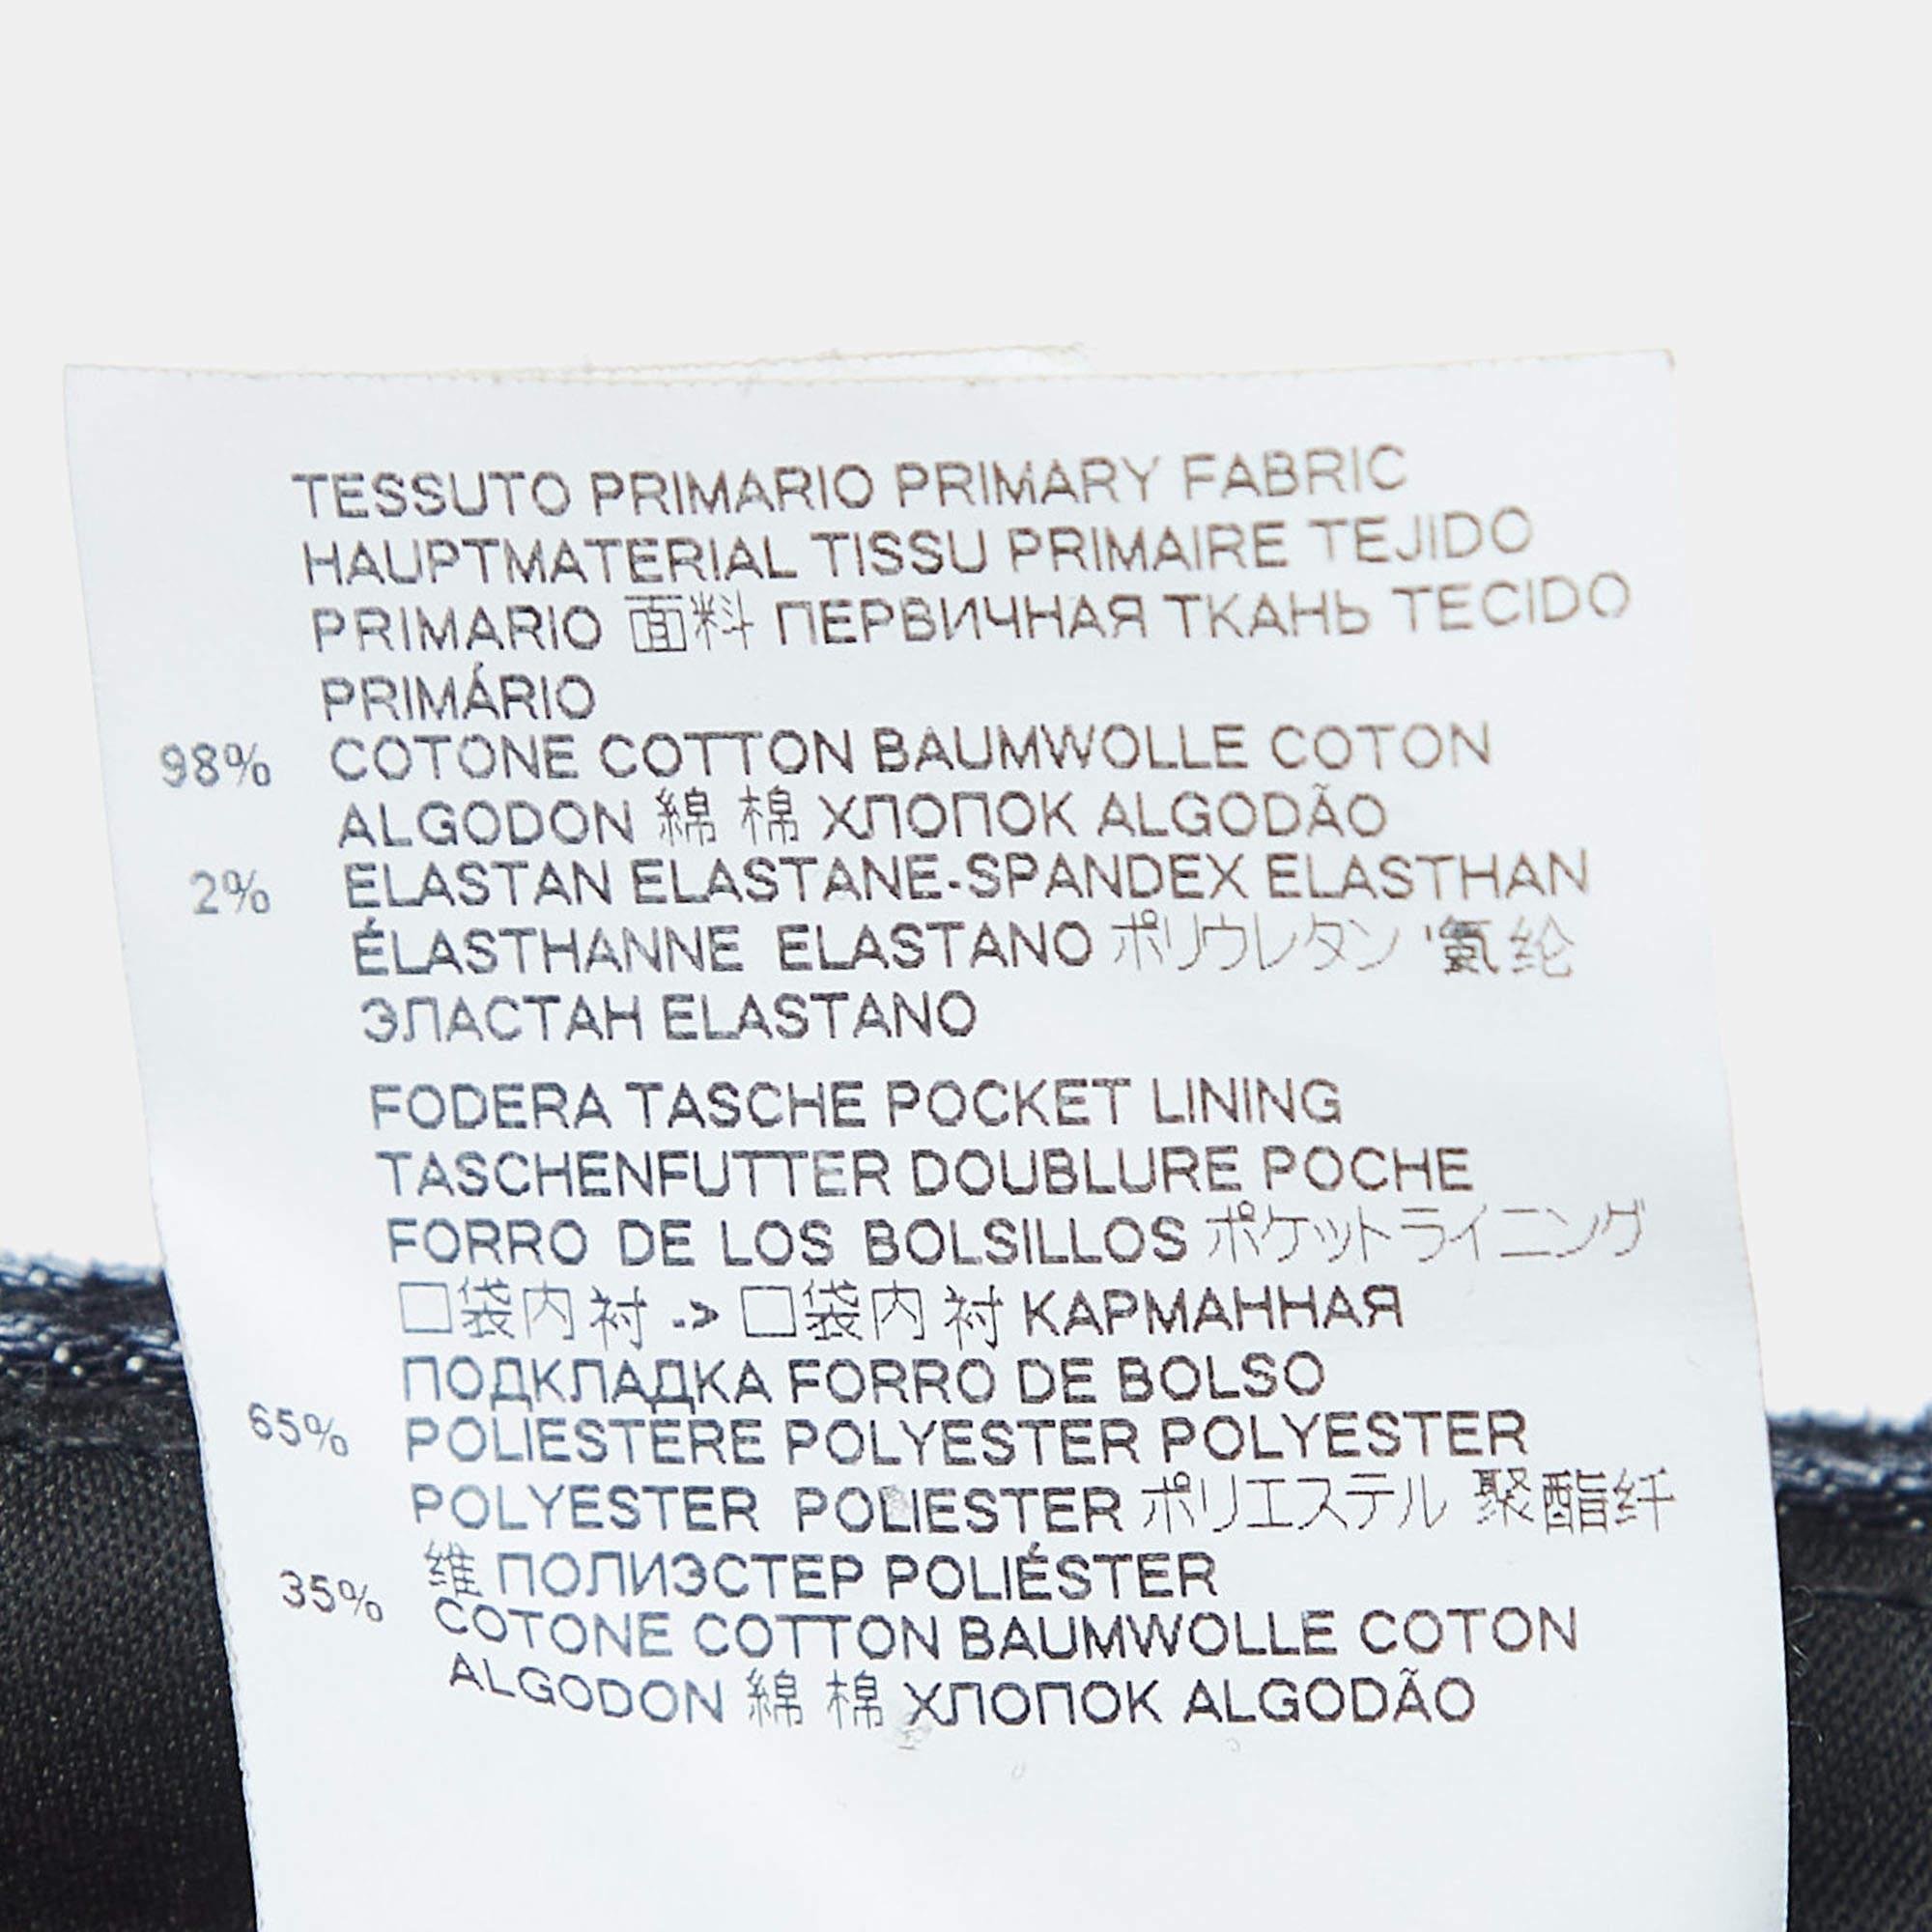 TESSUTO PRIMARIO PRIMARY FABRIC
HAUPTMATERIAL TISSU PRIMAIRE TEJIDO
PRIMARIO 面料 ПЕРВИЧНАЯ ТКАНЬ TECIDO
PRIMÁRIO
98% COTONE COTTON BAUMWOLLE COTON
ALGODON 綿 棉 ХЛОПОК ALGODÃO
2% ELASTAN ELASTANE-SPANDEX ELASTHAN
ÉLASTHANNE ELASTANO ポリウレタン '氨纶
ЭЛАСТАН ELASTANO
FODERA TASCHE POCKET LINING
TASCHENFUTTER DOUBLURE POCHE
FORRO DE LOS BOLSILLOS ポケットライニング
口袋内衬 -> 口袋内衬 КАРМАННАЯ
ПОДКЛАДКА FORRO DE BOLSO
65% POLIESTERE POLYESTER POLYESTER
POLYESTER POLIESTER ポリエステル 聚酯纤
维 ПОЛИЭСТЕР POLIÉSTER
35% COTONE COTTON BAUMWOLLE COTON
ALGODON 綿 棉 ХЛОПОК ALGODÃO